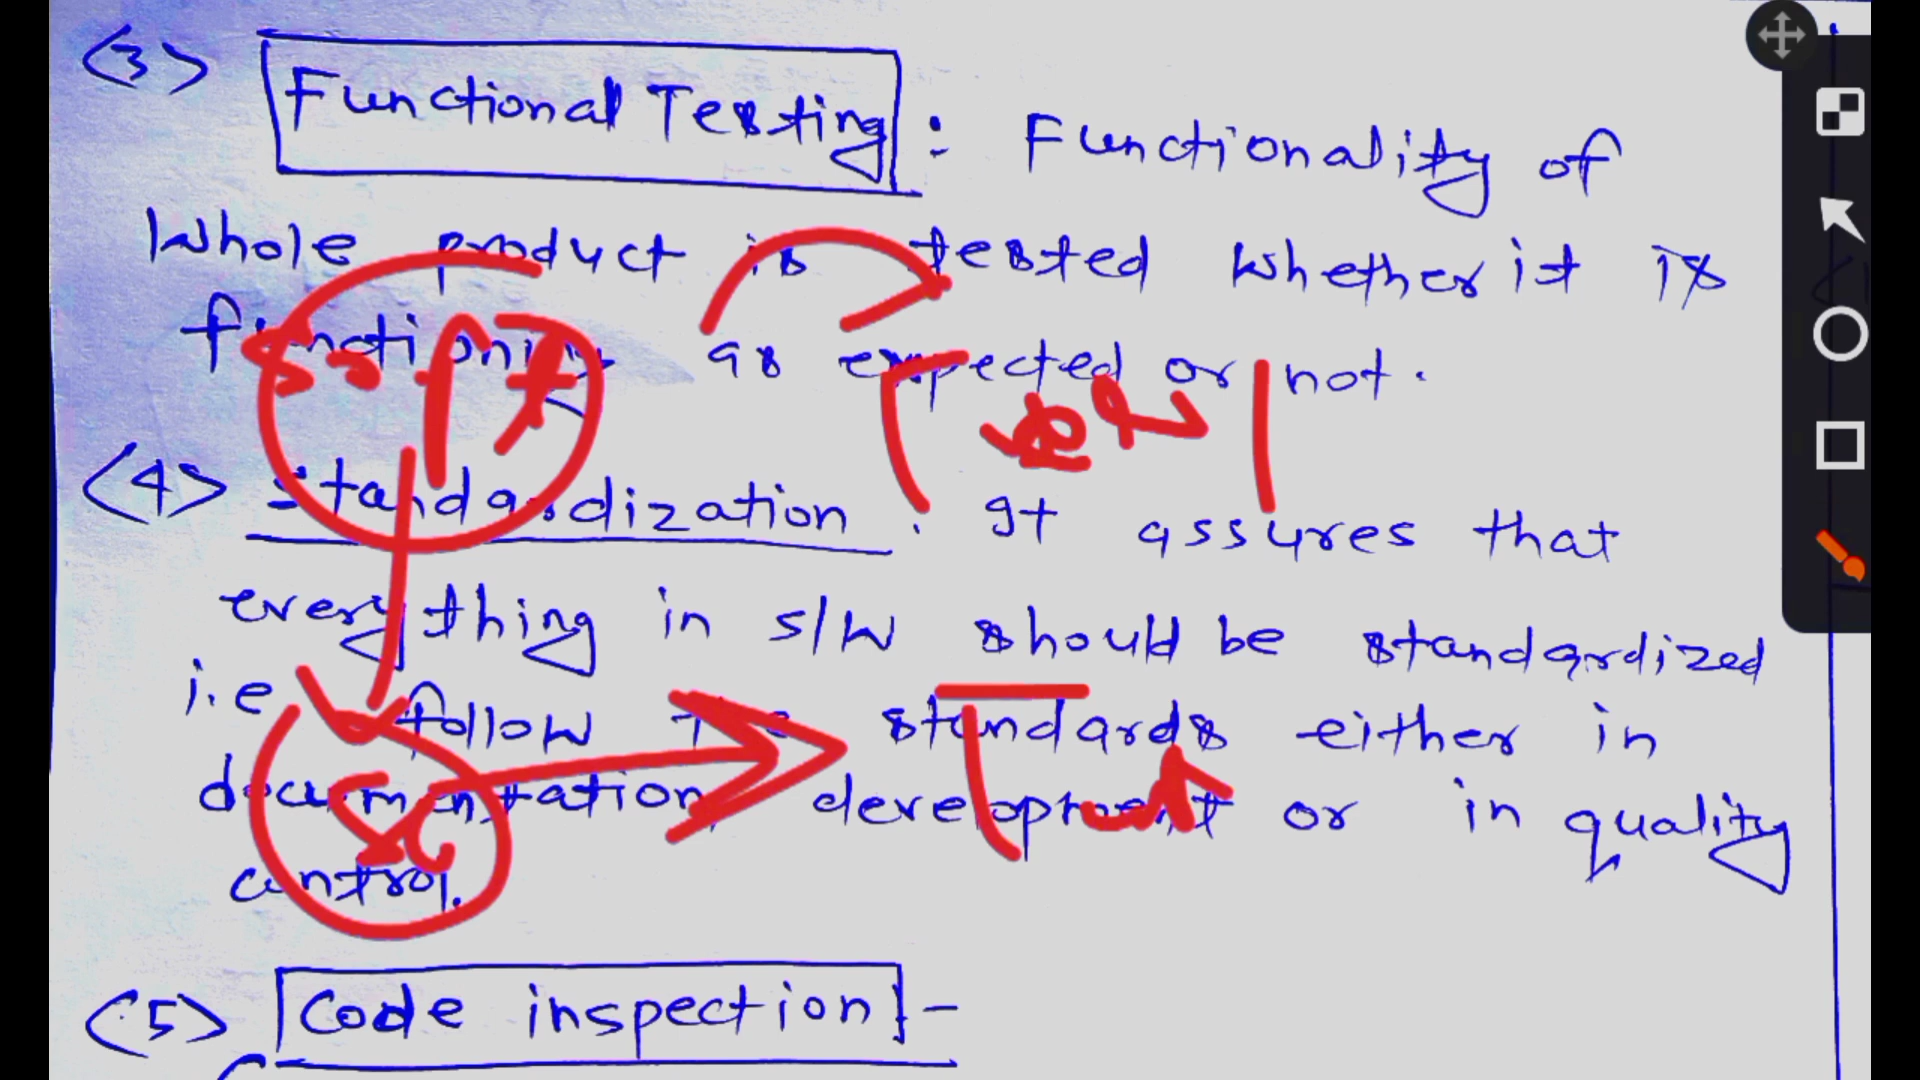 <3> Functional Testing : Functionality of
Whole product is tested whether it is
functioning as expected or not.
<4> Standardization : It assures that
everything in s/w should be standardized
i.e follow the standards either in
documentation, development or in quality
control.
<5> Code inspection -